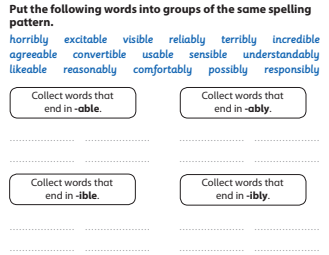 Put the following words into groups of the same spelling
pattern.
horribly excitable visible reliably terribly incredible
agreeable convertible usable sensible understandably
likeable reasonably comfortably possibly responsibly
Collect words that
end in -able.
Collect words that
end in -ably.
Collect words that
end in -ible.
Collect words that
end in -ibly.